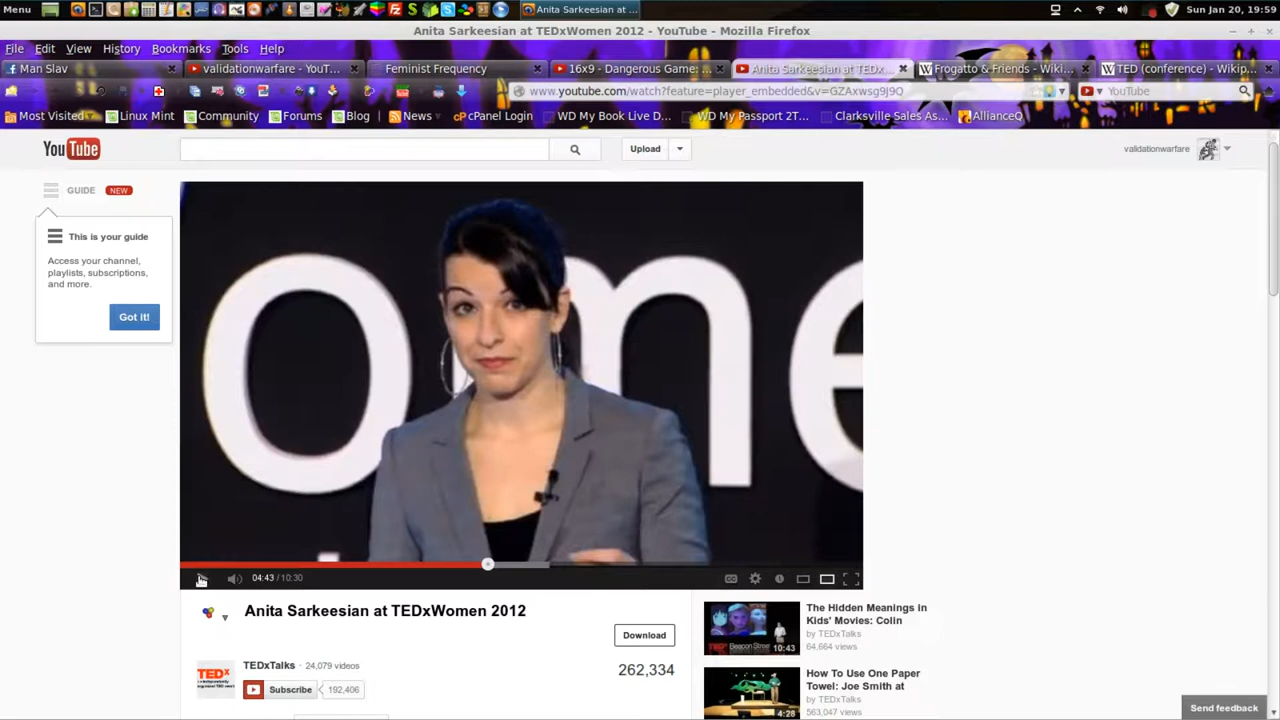 Menu
Anita Sarkeesian at ...
Sun Jan 20, 19:59
Anita Sarkeesian at TEDxWomen 2012 - YouTube - Mozilla Firefox
File Edit View History Bookmarks Tools Help
Man Slav
validationwarfare - YouT...
Feminist Frequency
16x9 - Dangerous Game: ...
Anita Sarkeesian at TEDx...
Frogatto & Friends - Wiki...
TED (conference) - Wikip...
www.youtube.com/watch?feature=player_embedded&v=GZAxwsg9J9Q
YouTube
Most Visited Linux Mint Community Forums Blog News cPanel Login WD My Book Live D... WD My Passport 2T... Clarksville Sales As... AllianceQ
YouTube
Upload
validationwarfare
GUIDE NEW
This is your guide
Access your channel,
playlists, subscriptions,
and more.
Got it!
ome
04:43 / 10:30
Anita Sarkeesian at TEDxWomen 2012
Download
TEDx
TEDxTalks · 24,079 videos
Subscribe 192,406
262,334
10:43
The Hidden Meanings in
Kids' Movies: Colin
by TEDxTalks
64,664 views
4:28
How To Use One Paper
Towel: Joe Smith at
by TEDxTalks
563,047 views
Send feedback